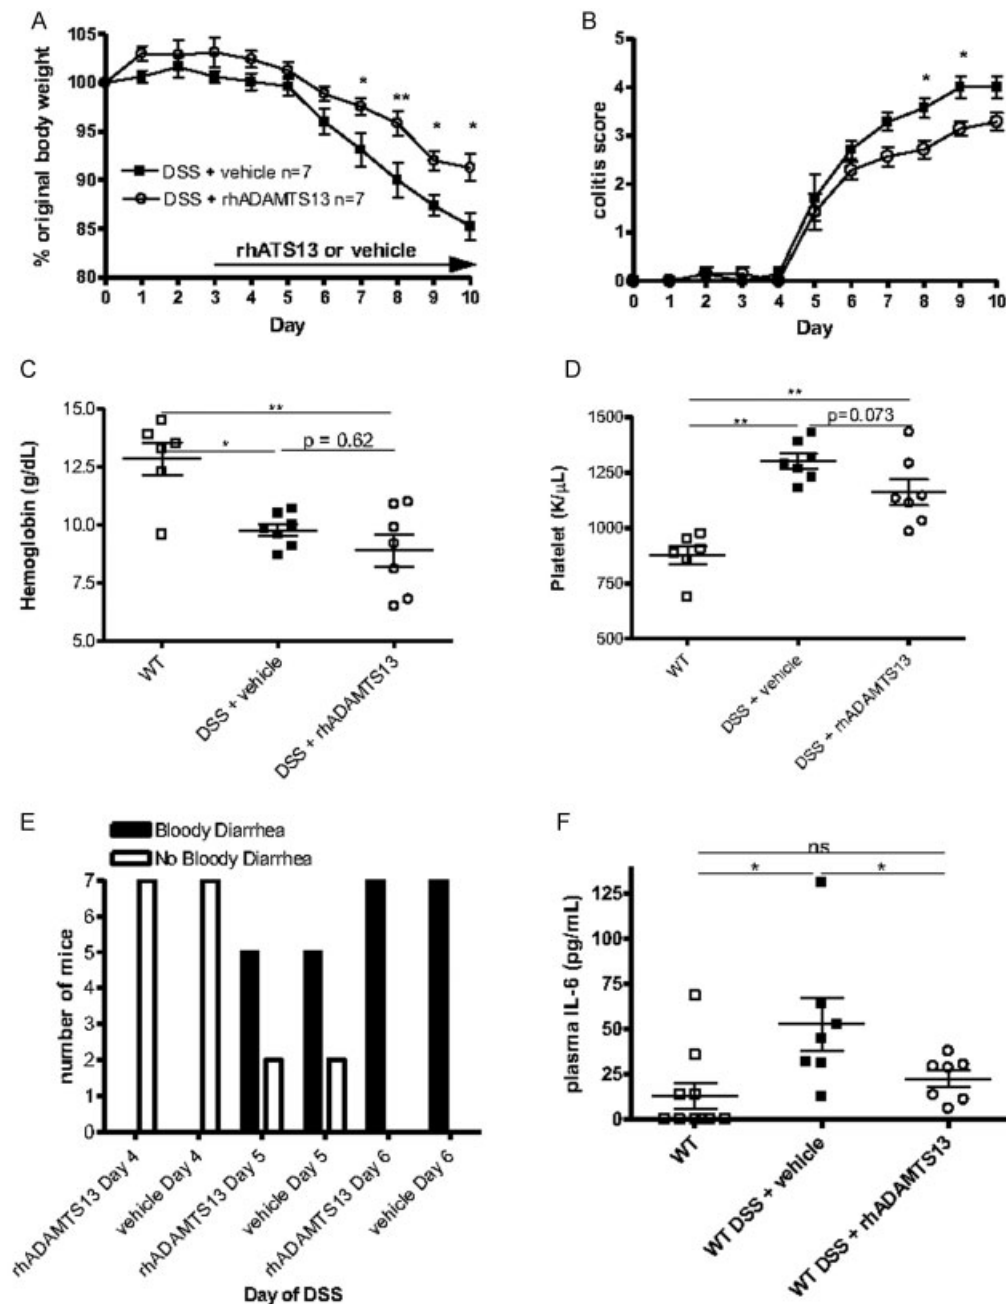 A
% original body weight
105
100
95
90
85
80
*
**
*
*
DSS + vehicle n=7
DSS + rhADAMTS13 n=7
rhATS13 or vehicle
0 1 2 3 4 5 6 7 8 9 10
Day
B
colitis score
5
4
3
2
1
0
*
*
0 1 2 3 4 5 6 7 8 9 10
Day
C
Hemoglobin (g/dL)
15.0
12.5
10.0
7.5
5.0
**
*
p = 0.62
WT
DSS + vehicle
DSS + rhADAMTS13
D
Platelet (K/µL)
1500
1250
1000
750
500
**
**
p=0.073
WT
DSS + vehicle
DSS + rhADAMTS13
E
Bloody Diarrhea
No Bloody Diarrhea
number of mice
7
6
5
4
3
2
1
0
rhADAMTS13 Day 4
vehicle Day 4
rhADAMTS13 Day 5
vehicle Day 5
rhADAMTS13 Day 6
vehicle Day 6
Day of DSS
F
plasma IL-6 (pg/mL)
125
100
75
50
25
0
ns
*
*
WT
WT DSS + vehicle
WT DSS + rhADAMTS13